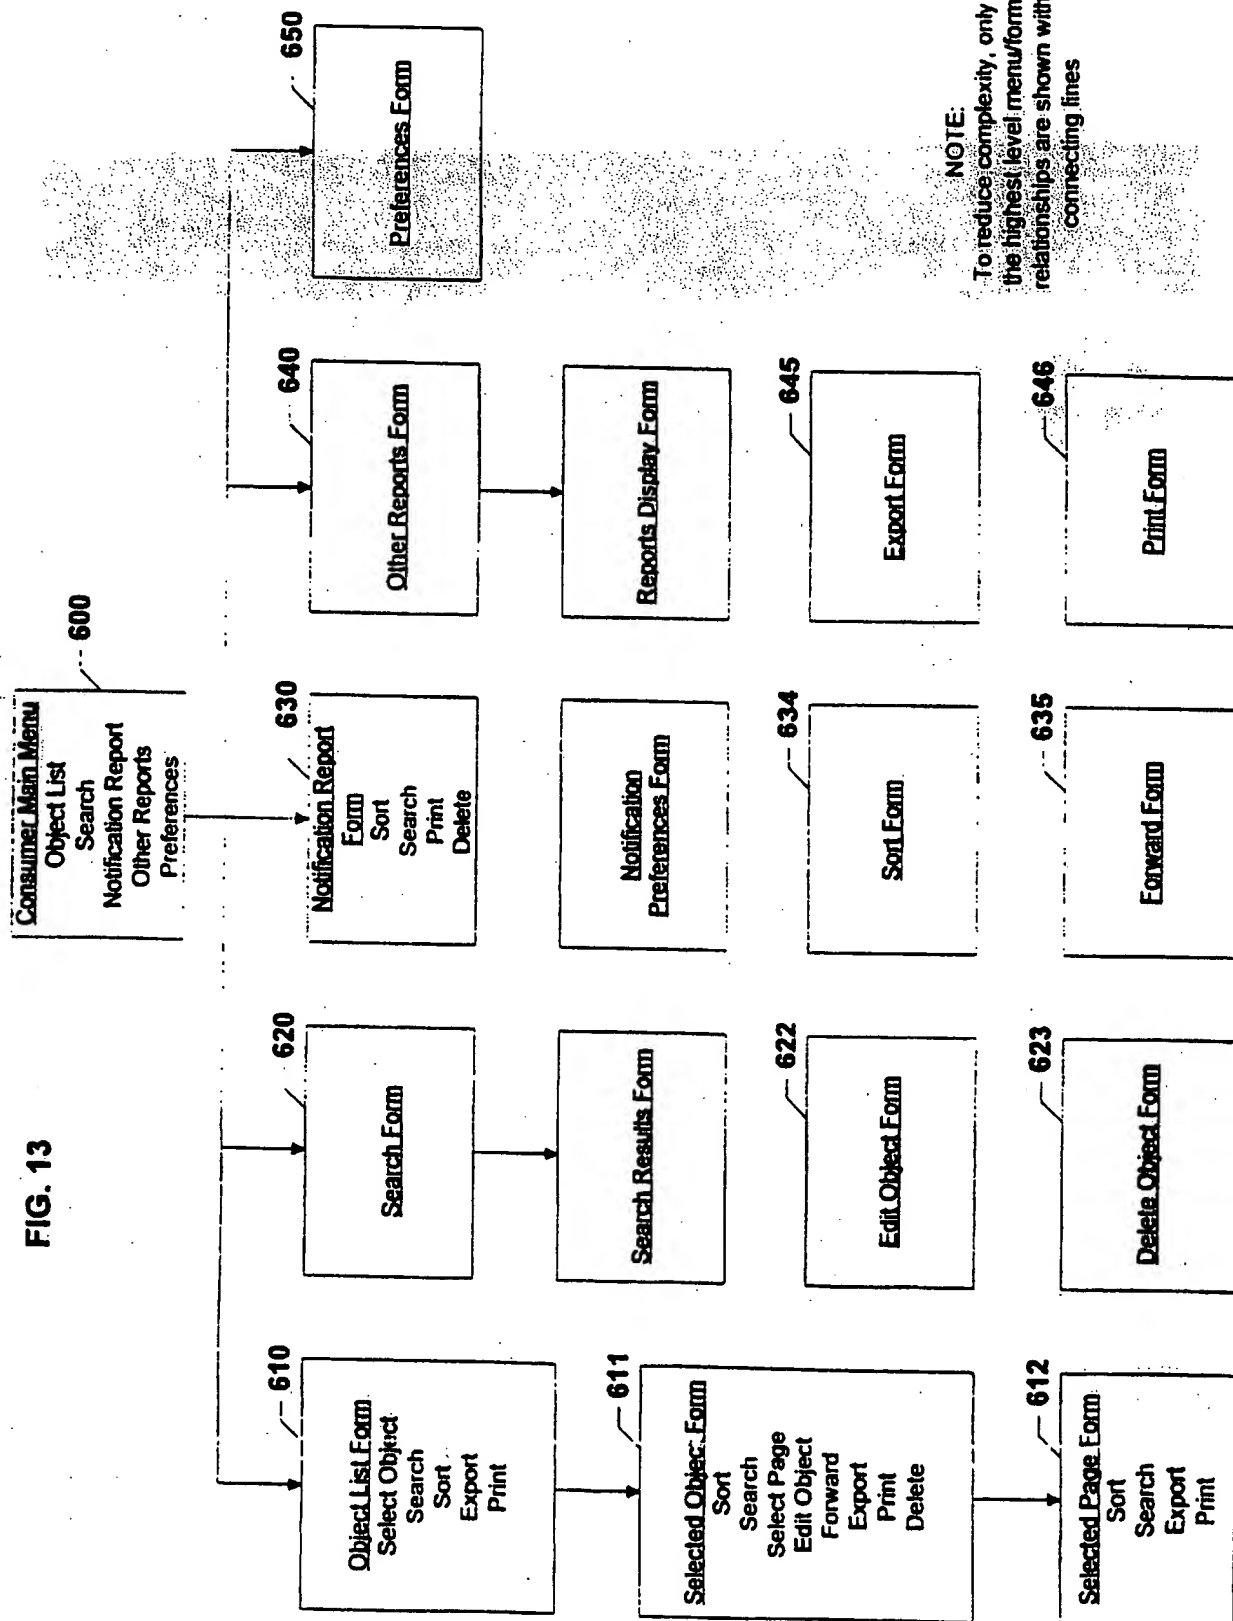 FIG. 13
Consumer Main Menu
Object List
Search
Notification Report
Other Reports
Preferences
600
610
Object List Form
Select Object
Search
Sort
Export
Print
620
Search Form
630
Notification Report
Form
Sort
Search
Print
Delete
640
Other Reports Form
650
Preferences Form
611
Selected Object Form
Sort
Search
Select Page
Edit Object
Forward
Export
Print
Delete
Search Results Form
Notification
Preferences Form
Reports Display Form
622
Edit Object Form
634
Sort Form
645
Export Form
612
Selected Page Form
Sort
Search
Export
Print
623
Delete Object Form
635
Forward Form
646
Print Form
NOTE:
To reduce complexity, only
the highest level menu/form
relationships are shown with
connecting lines